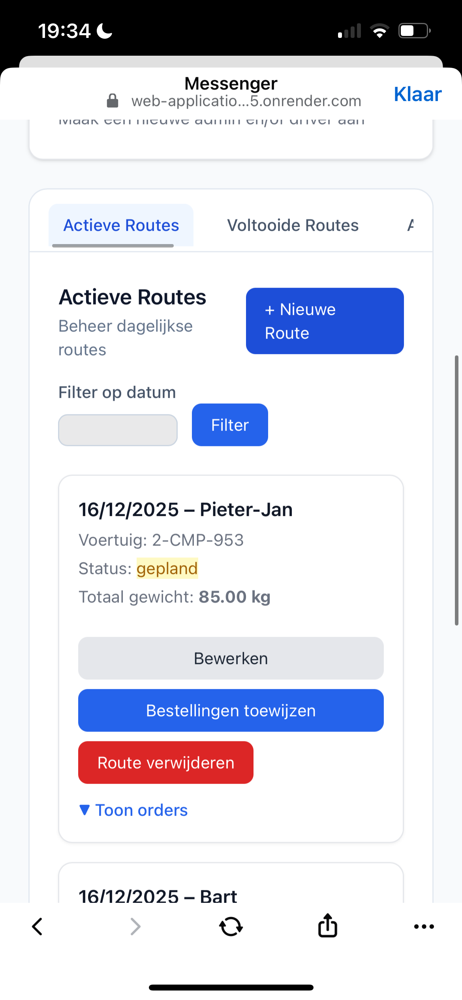 19:34
Messenger
web-applicatio...5.onrender.com
Klaar
Maak een nieuwe admin en/of driver aan
Actieve Routes
Voltooide Routes
A
Actieve Routes
Beheer dagelijkse
routes
+ Nieuwe
Route
Filter op datum
Filter
16/12/2025 – Pieter-Jan
Voertuig: 2-CMP-953
Status: gepland
Totaal gewicht: 85.00 kg
Bewerken
Bestellingen toewijzen
Route verwijderen
▼ Toon orders
16/12/2025 – Bart